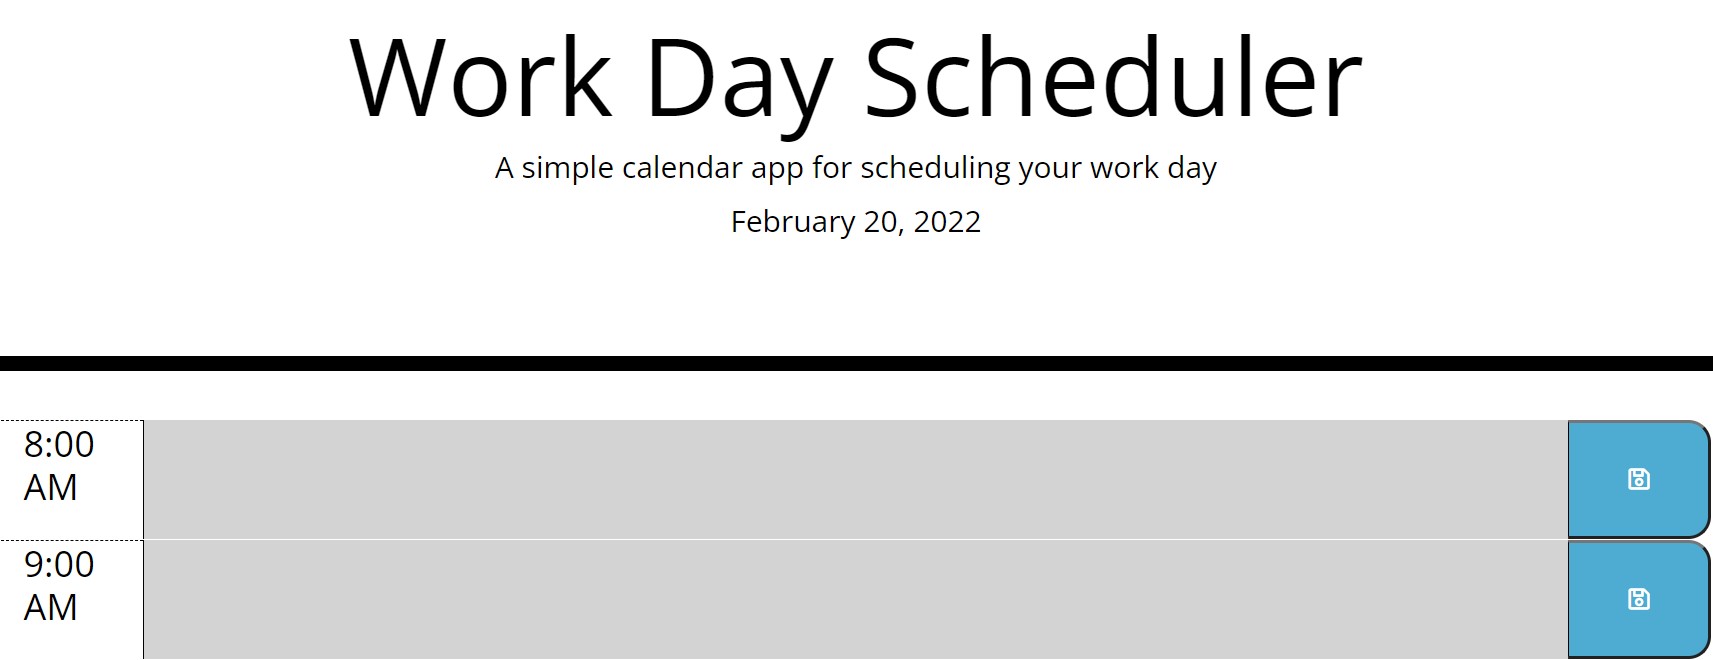 Work Day Scheduler
A simple calendar app for scheduling your work day
February 20, 2022
8:00
AM
9:00
AM